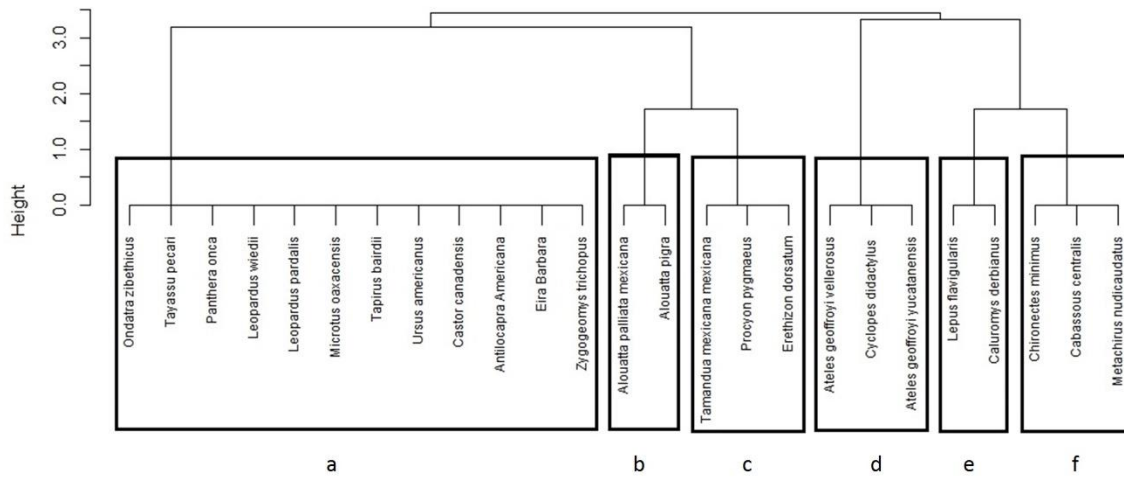 3.0
2.0
1.0
0.0
Height
Ondatra zibethicus
Tayassu pecari
Panthera onca
Leopardus wiedii
Leopardus pardalis
Microtus oaxacensis
Tapirus bairdii
Ursus americanus
Castor canadensis
Antilocapra Americana
Eira Barbara
Zygogeomys trichopus
Alouatta palliata mexicana
Alouatta pigra
Tamandua mexicana mexicana
Procyon pygmaeus
Erethizon dorsatum
Ateles geoffroyi vellerosus
Cyclopes didactylus
Ateles geoffroyi yucatanensis
Lepus flavigularis
Caluromys derbianus
Chironectes minimus
Cabassous centralis
Metachirus nudicaudatus
a b c d e f